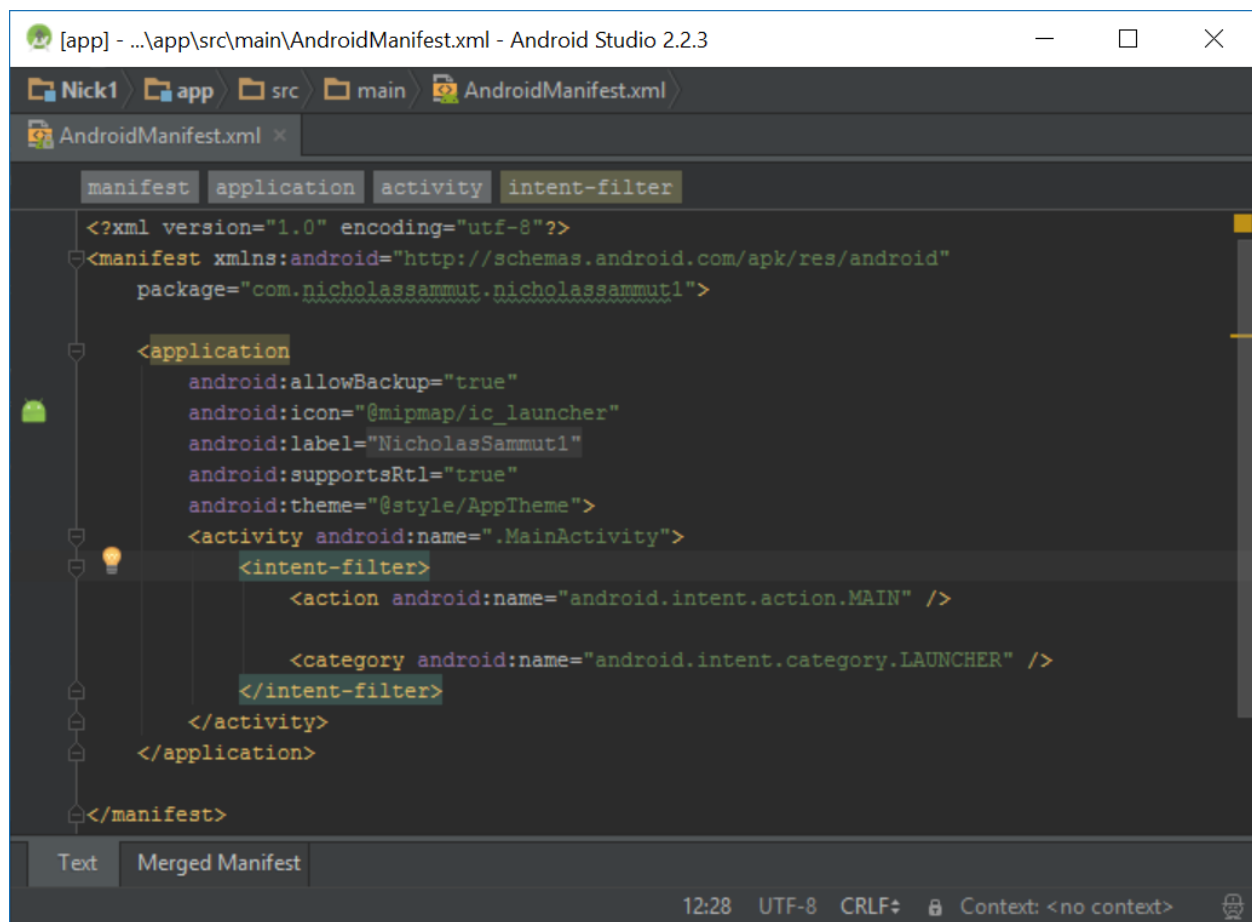 [app] - ...\app\src\main\AndroidManifest.xml - Android Studio 2.2.3
Nick1 app src main AndroidManifest.xml
AndroidManifest.xml
manifest application activity intent-filter
<?xml version="1.0" encoding="utf-8"?>
<manifest xmlns:android="http://schemas.android.com/apk/res/android"
    package="com.nicholassammut.nicholassammut1">
    <application
        android:allowBackup="true"
        android:icon="@mipmap/ic_launcher"
        android:label="NicholasSammut1"
        android:supportsRtl="true"
        android:theme="@style/AppTheme">
        <activity android:name=".MainActivity">
            <intent-filter>
                <action android:name="android.intent.action.MAIN" />
                <category android:name="android.intent.category.LAUNCHER" />
            </intent-filter>
        </activity>
    </application>
</manifest>
Text Merged Manifest
12:28 UTF-8 CRLF Context: <no context>